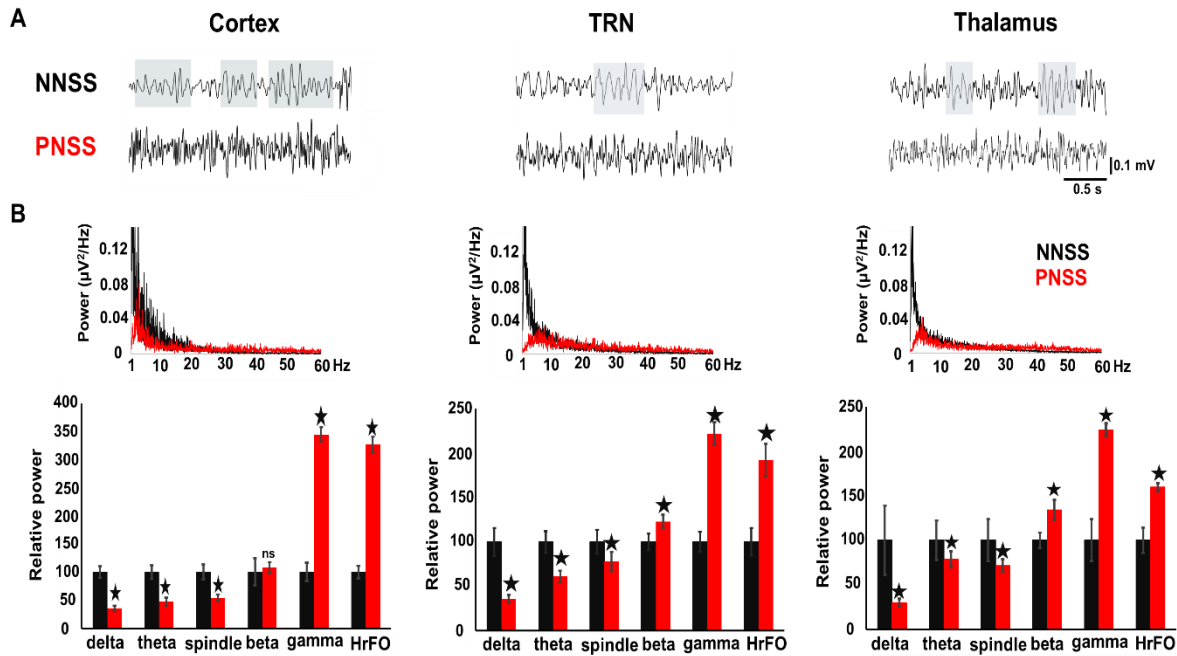 A
Cortex
TRN
Thalamus
NNSS
PNSS
0.1 mV
0.5 s
B
Power (µV²/Hz)
0.12
0.08
0.04
0
1
10
20
30
40
50
60 Hz
Power (µV²/Hz)
0.12
0.08
0.04
0
1
10
20
30
40
50
60 Hz
Power (µV²/Hz)
0.12
0.08
0.04
0
1
10
20
30
40
50
60 Hz
NNSS
PNSS
Relative power
400
350
300
250
200
150
100
50
0
ns
delta
theta
spindle
beta
gamma
HrFO
Relative power
250
200
150
100
50
0
delta
theta
spindle
beta
gamma
HrFO
Relative power
250
200
150
100
50
0
delta
theta
spindle
beta
gamma
HrFO